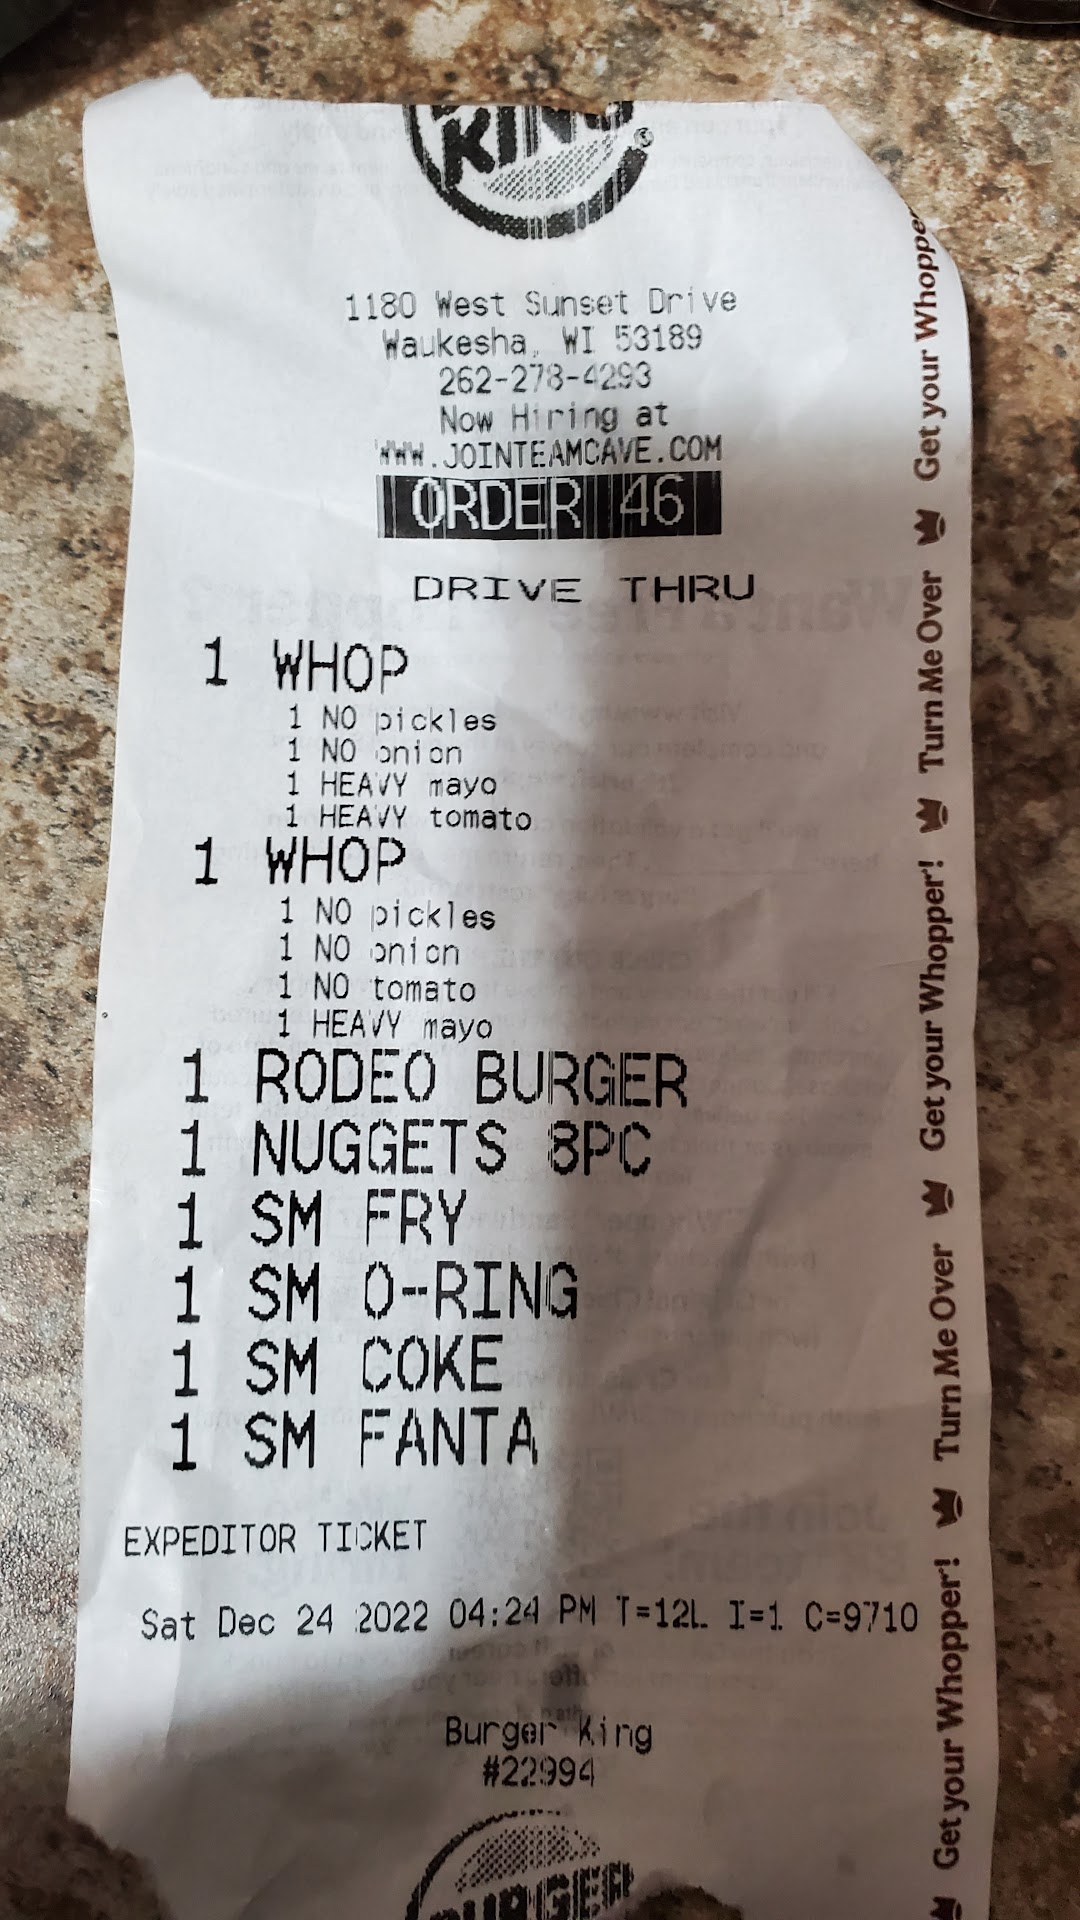 KING
®
1180 West Sunset Drive
Waukesha, WI 53189
262-278-4293
Now Hiring at
WWW.JOINTEAMCAVE.COM
ORDER 46
DRIVE THRU
1 WHOP
1 NO pickles
1 NO onion
1 HEAVY mayo
1 HEAVY tomato
1 WHOP
1 NO pickles
1 NO onion
1 NO tomato
1 HEAVY mayo
1 RODEO BURGER
1 NUGGETS 8PC
1 SM FRY
1 SM O-RING
1 SM COKE
1 SM FANTA
EXPEDITOR TICKET
Sat Dec 24 2022 04:24 PM T=12L I=1 C=9710
Burger King
#22994
BURGER
Get your Whopper! Turn Me Over Get your Whopper! Turn Me Over Get your Whopper